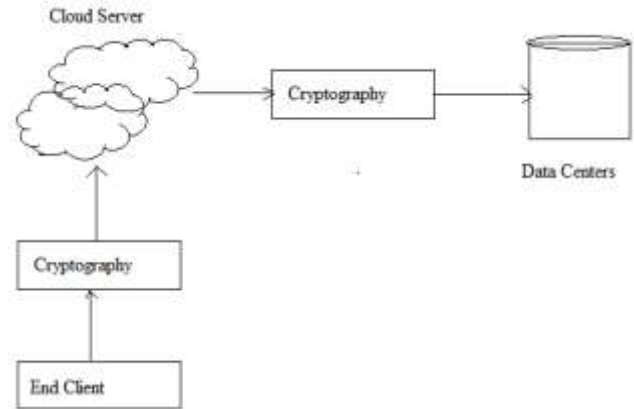 Cloud Server
Cryptography
Data Centers
Cryptography
End Client